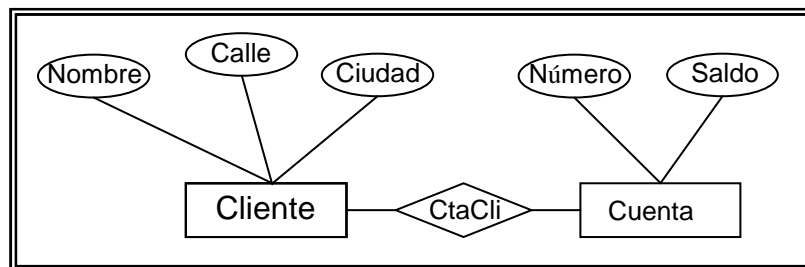 Nombre
Calle
Ciudad
Número
Saldo
Cliente
CtaCli
Cuenta